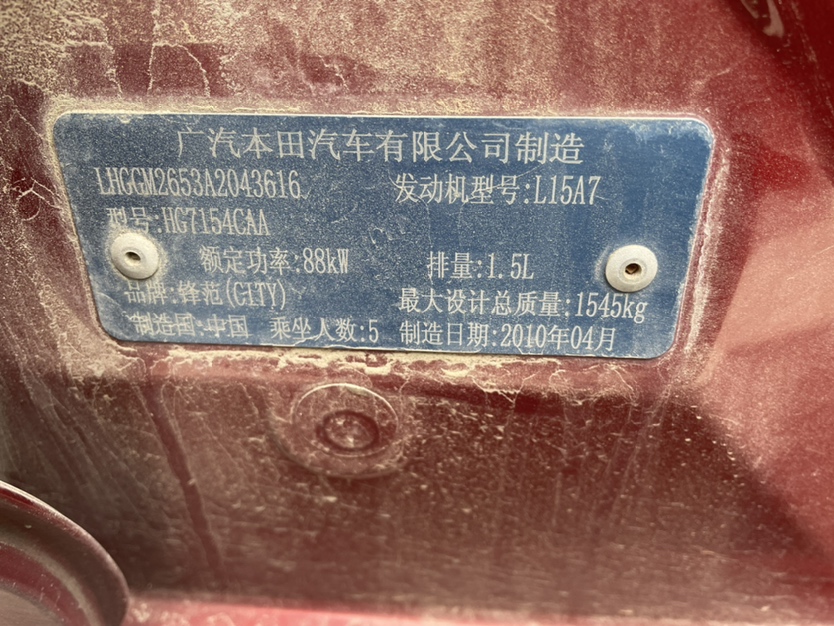 广汽本田汽车有限公司制造
LHGGM2653A2043616 发动机型号:L15A7
型号:HG7154CAA
额定功率:88kW 排量:1.5L
品牌:锋范(CITY) 最大设计总质量:1545kg
制造国:中国 乘坐人数:5 制造日期:2010年04月